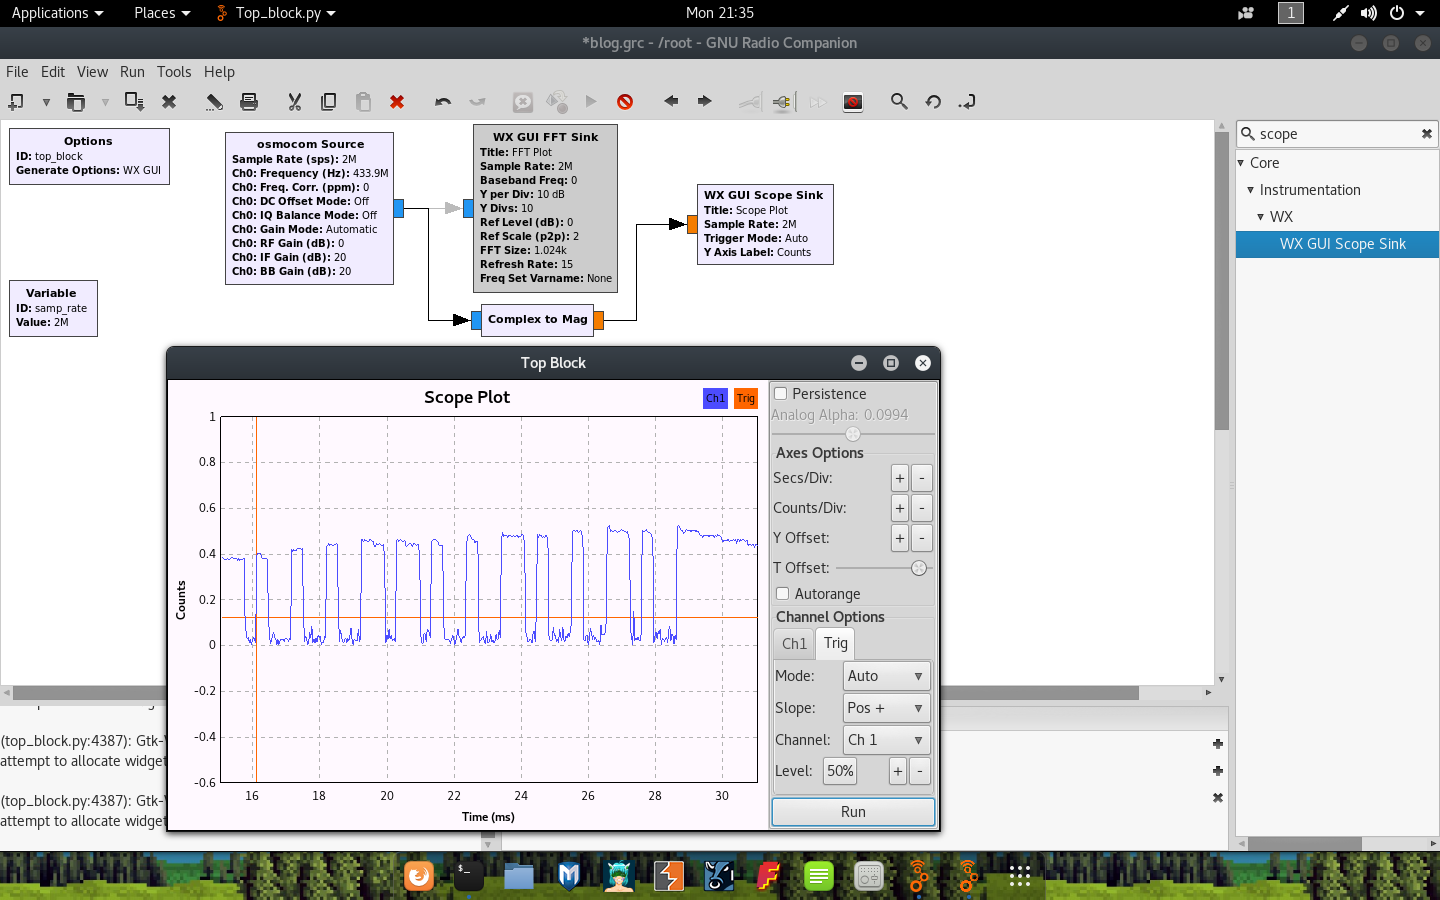 Applications Places Top_block.py Mon 21:35 1
*blog.grc - /root - GNU Radio Companion
File Edit View Run Tools Help
Options
ID: top_block
Generate Options: WX GUI
Variable
ID: samp_rate
Value: 2M
osmocom Source
Sample Rate (sps): 2M
Ch0: Frequency (Hz): 433.9M
Ch0: Freq. Corr. (ppm): 0
Ch0: DC Offset Mode: Off
Ch0: IQ Balance Mode: Off
Ch0: Gain Mode: Automatic
Ch0: RF Gain (dB): 0
Ch0: IF Gain (dB): 20
Ch0: BB Gain (dB): 20
WX GUI FFT Sink
Title: FFT Plot
Sample Rate: 2M
Baseband Freq: 0
Y per Div: 10 dB
Y Divs: 10
Ref Level (dB): 0
Ref Scale (p2p): 2
FFT Size: 1.024k
Refresh Rate: 15
Freq Set Varname: None
Complex to Mag
WX GUI Scope Sink
Title: Scope Plot
Sample Rate: 2M
Trigger Mode: Auto
Y Axis Label: Counts
scope
Core
Instrumentation
WX
WX GUI Scope Sink
Top Block
Scope Plot
Ch1 Trig
1
0.8
0.6
0.4
0.2
0
-0.2
-0.4
-0.6
Counts
16 18 20 22 24 26 28 30
Time (ms)
Persistence
Analog Alpha: 0.0994
Axes Options
Secs/Div: + -
Counts/Div: + -
Y Offset: + -
T Offset:
Autorange
Channel Options
Ch1 Trig
Mode: Auto
Slope: Pos +
Channel: Ch 1
Level: 50% + -
Run
(top_block.py:4387): Gtk-
attempt to allocate widget
(top_block.py:4387): Gtk-
attempt to allocate widget